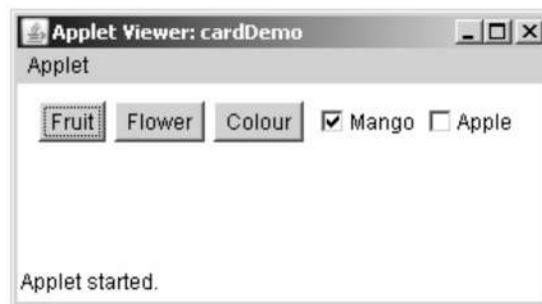 Applet Viewer: cardDemo
Applet
Fruit Flower Colour Mango Apple
Applet started.